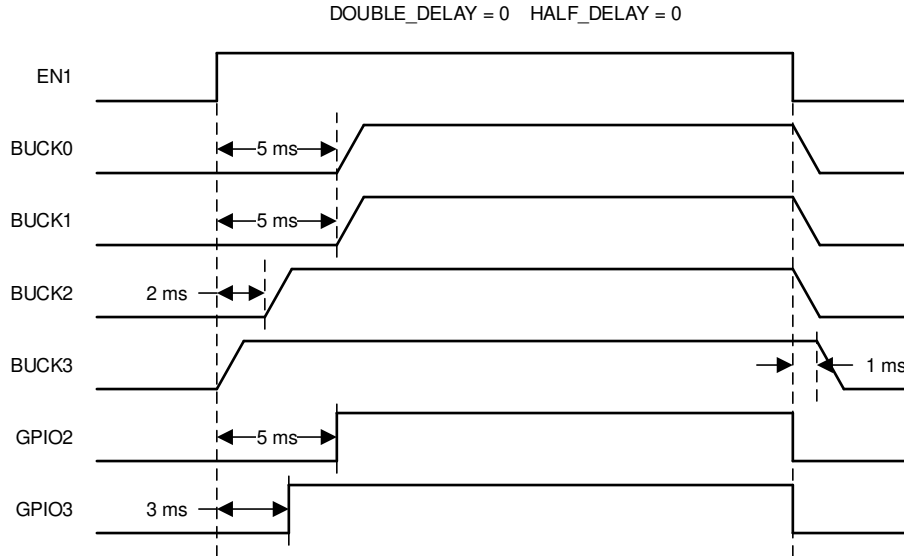 DOUBLE_DELAY = 0 HALF_DELAY = 0
EN1
BUCK0
5 ms
BUCK1
5 ms
BUCK2
2 ms
BUCK3
1 ms
GPIO2
5 ms
GPIO3
3 ms